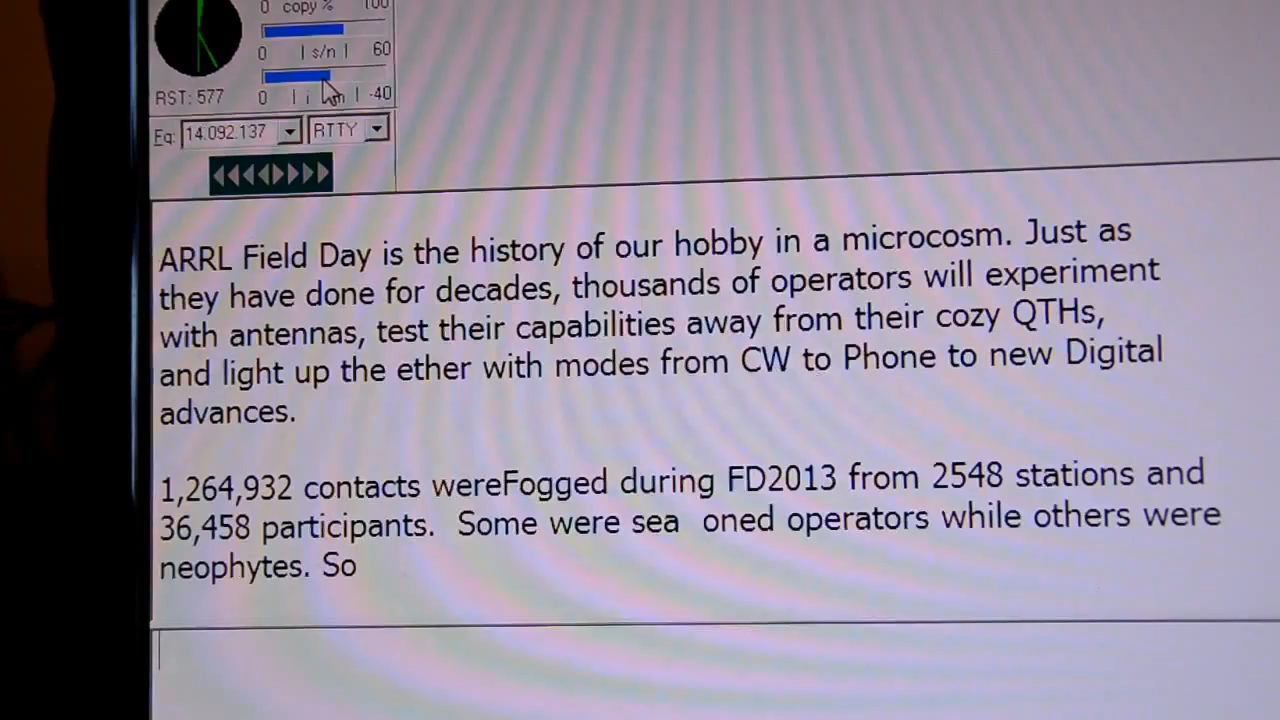 0 copy % 100
0 | s/n | 60
RST: 577 0 | i m | -40
Fq: 14.092.137 RTTY
ARRL Field Day is the history of our hobby in a microcosm. Just as
they have done for decades, thousands of operators will experiment
with antennas, test their capabilities away from their cozy QTHs,
and light up the ether with modes from CW to Phone to new Digital
advances.
1,264,932 contacts wereFogged during FD2013 from 2548 stations and
36,458 participants.  Some were sea  oned operators while others were
neophytes. So